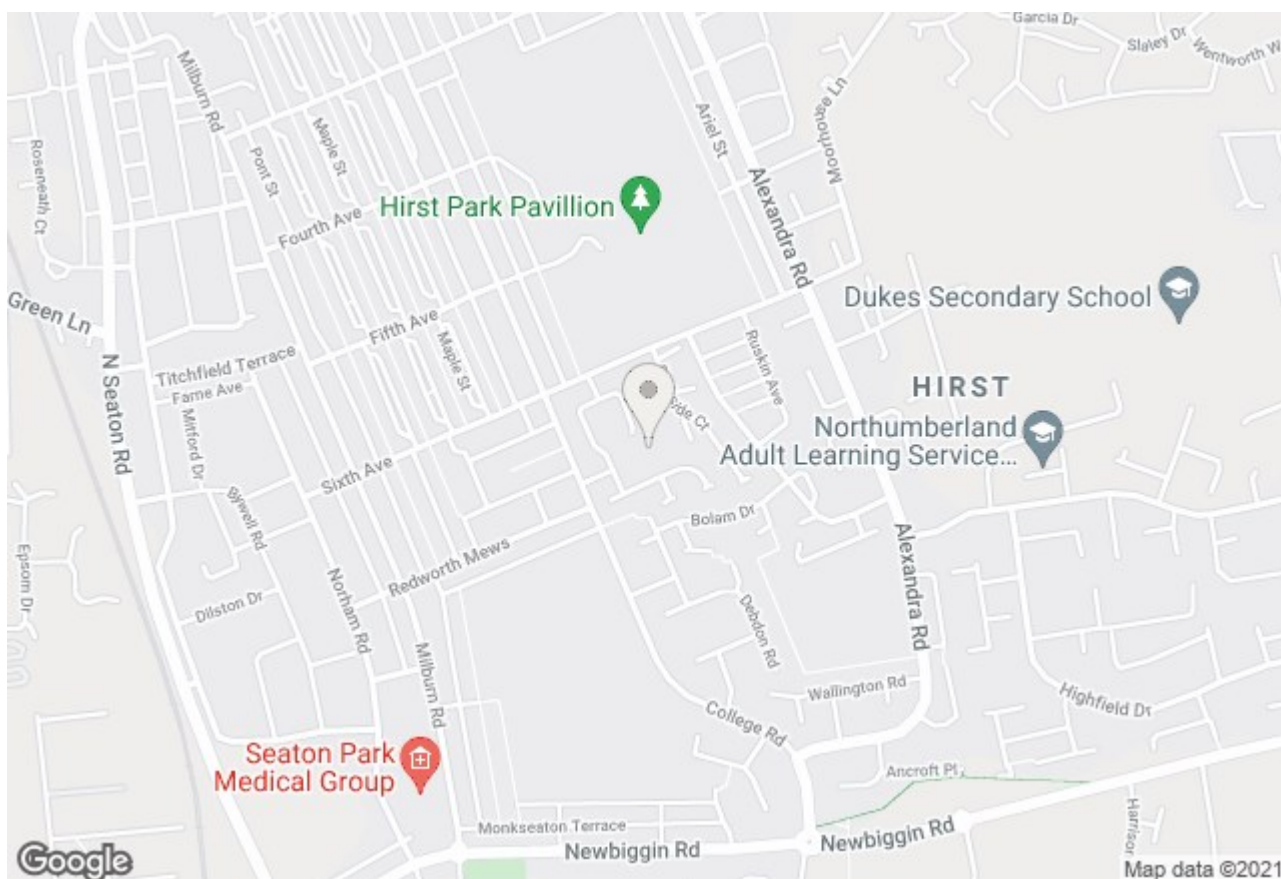 Garcia Dr
Slaley Dr
Wentworth W
Milburn Rd
Ariel St
Moorhouse Ln
Maple St
Roseneath Ct
Pont St
Alexandra Rd
Hirst Park Pavillion
Fourth Ave
Dukes Secondary School
Green Ln
Fifth Ave
Maple St
Ruskin Ave
Titchfield Terrace
Farne Ave
N Seaton Rd
HIRST
side Ct
Mitford Dr
Northumberland
Adult Learning Service...
Sixth Ave
Bywell Rd
Bolam Dr
Epsom Dr
Redworth Mews
Alexandra Rd
Dilston Dr
Norham Rd
Debdon Rd
Milburn Rd
Wallington Rd
Highfield Dr
College Rd
Seaton Park
Medical Group
Ancroft Pl
Harrisor
Monkseaton Terrace
Newbiggin Rd
Newbiggin Rd
Google
Map data ©2021